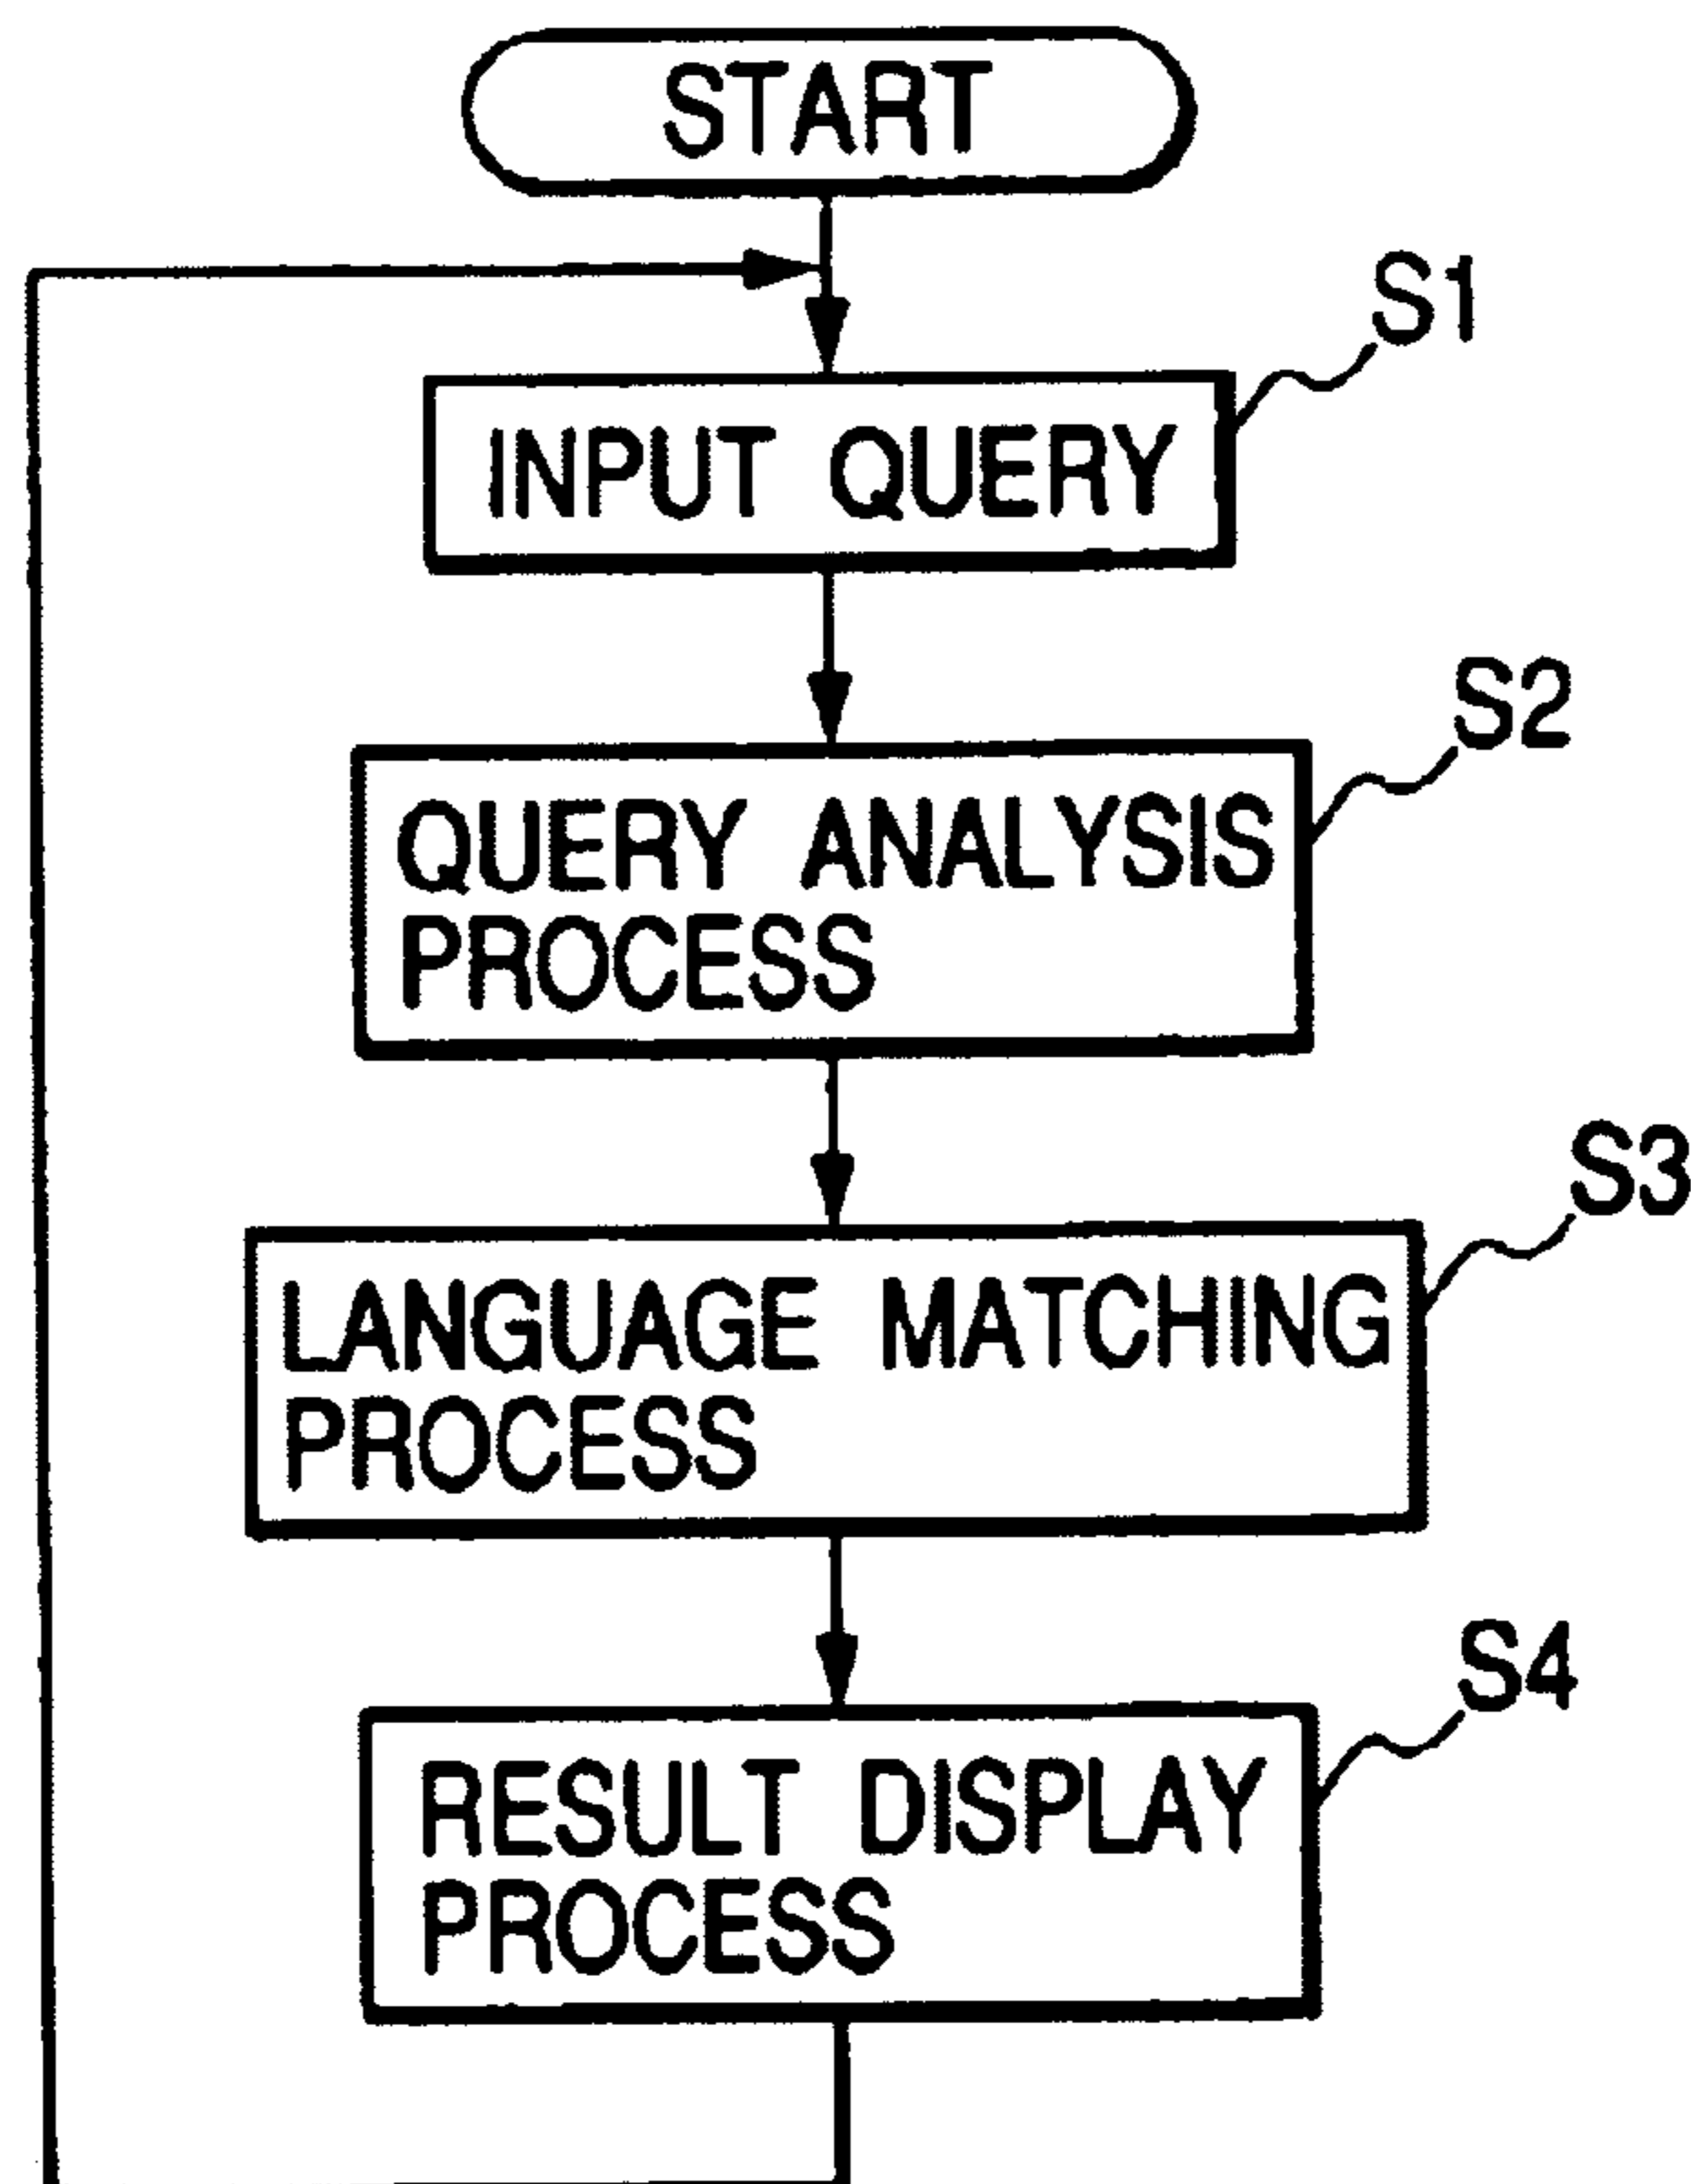 START
S1
INPUT QUERY
S2
QUERY ANALYSIS
PROCESS
S3
LANGUAGE MATCHING
PROCESS
S4
RESULT DISPLAY
PROCESS